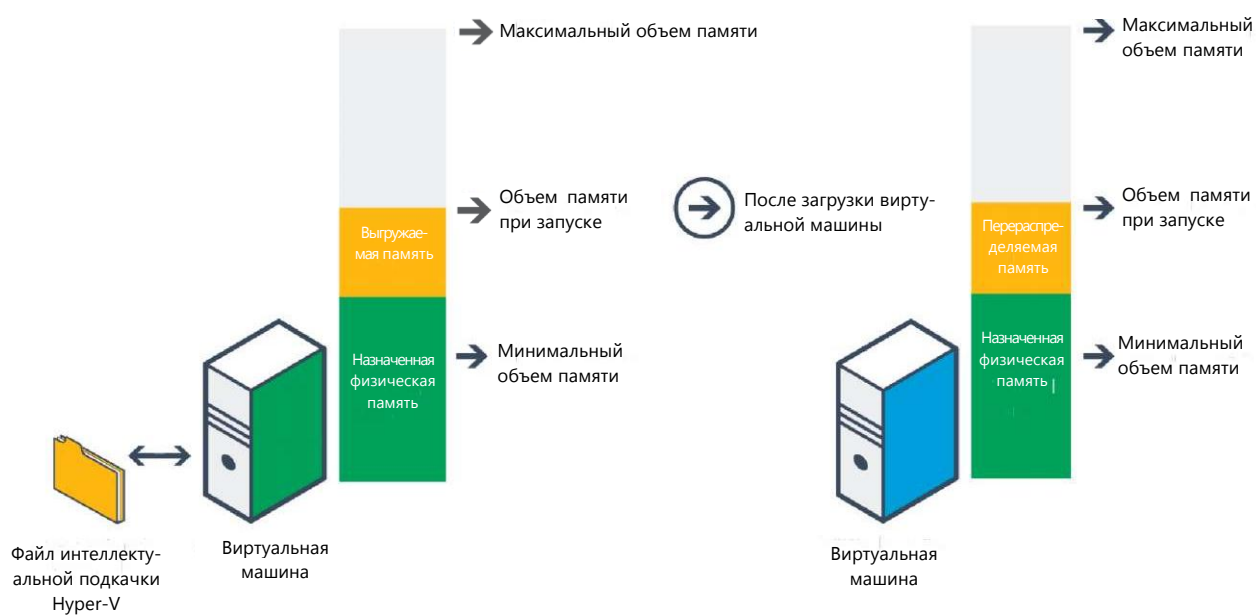 Максимальный объем памяти
Объем памяти
при запуске
Выгружае-
мая память
Назначенная
физическая
память
Минимальный
объем памяти
Файл интеллекту-
альной подкачки
Hyper-V
Виртуальная
машина
После загрузки вирту-
альной машины
Максимальный
объем памяти
Объем памяти
при запуске
Перераспре-
деляемая
память
Назначенная
физическая
память
Минимальный
объем памяти
Виртуальная
машина